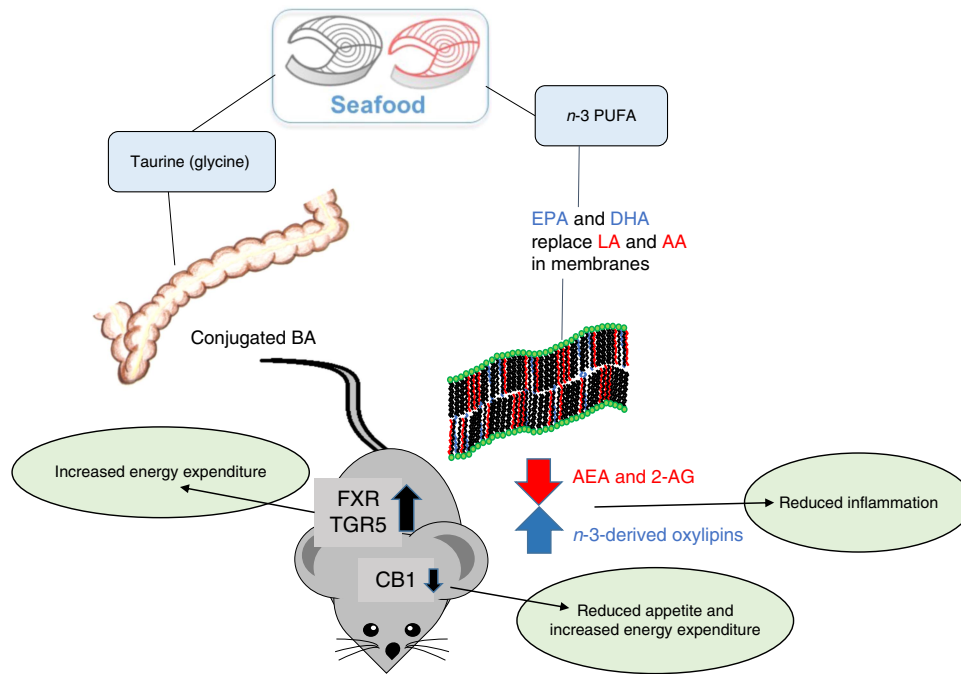 Seafood
n-3 PUFA
Taurine (glycine)
EPA and DHA
replace LA and AA
in membranes
Conjugated BA
Increased energy expenditure
FXR
TGR5
AEA and 2-AG
Reduced inflammation
n-3-derived oxylipins
CB1
Reduced appetite and
increased energy expenditure